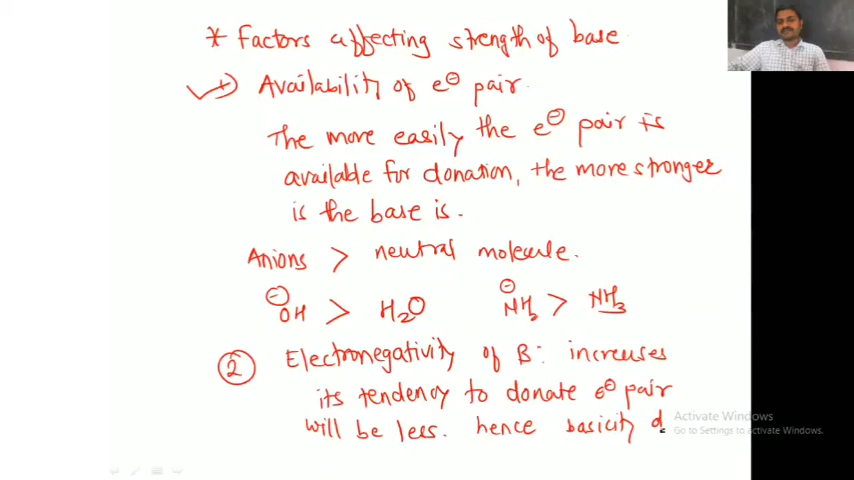 * Factors affecting strength of base
1) Availability of e⊖ pair.
The more easily the e⊖ pair is
available for donation, the more stronger
is the base is.
Anions > neutral molecule.
⊖OH > H₂O ⊖NH₂ > NH₃
② Electronegativity of B: increases
its tendency to donate e⊖ pair
will be less. hence basicity d
Activate Windows
Go to Settings to activate Windows.